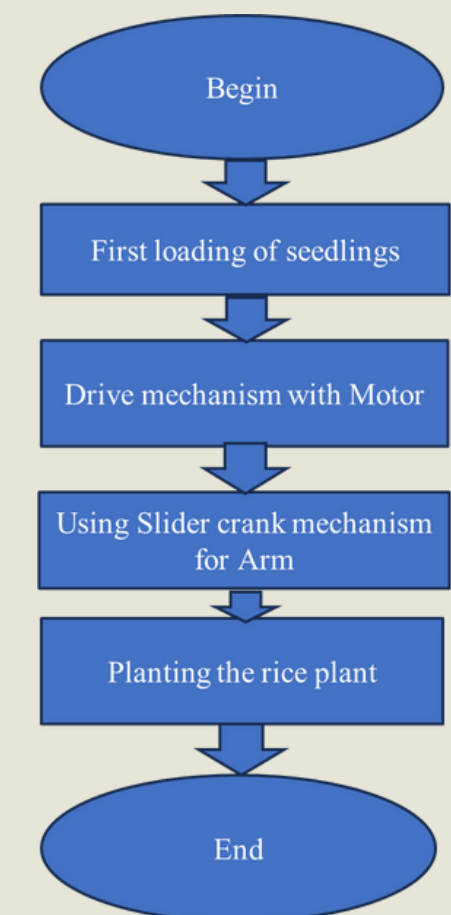 Begin
First loading of seedlings
Drive mechanism with Motor
Using Slider crank mechanism
for Arm
Planting the rice plant
End